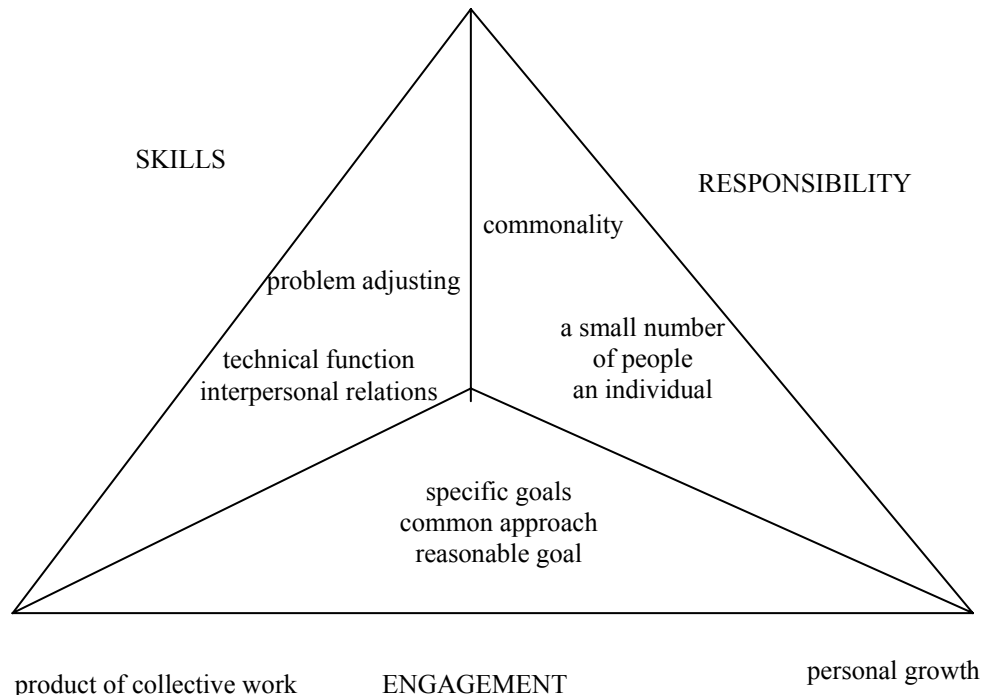 SKILLS
RESPONSIBILITY
commonality
problem adjusting
a small number
of people
an individual
technical function
interpersonal relations
specific goals
common approach
reasonable goal
product of collective work
ENGAGEMENT
personal growth